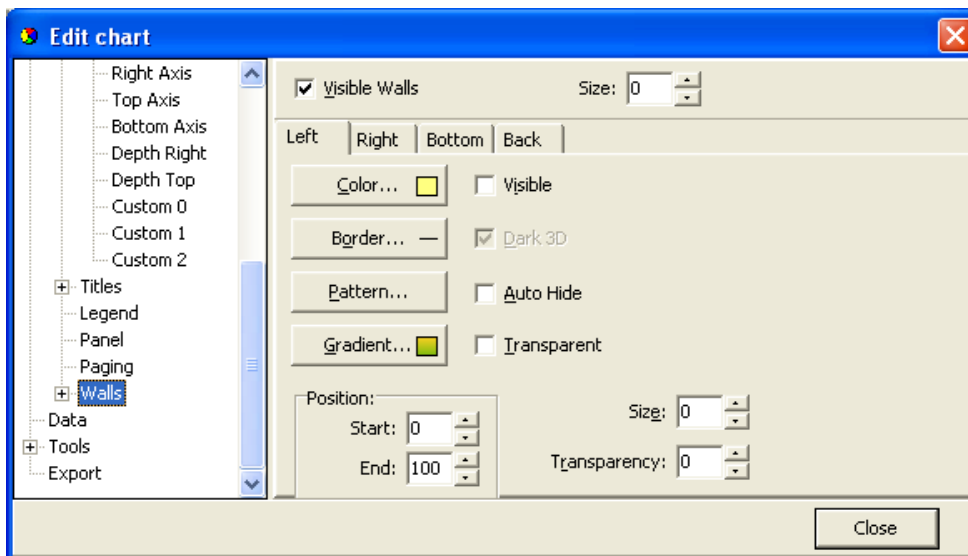 Edit chart
Right Axis
Top Axis
Bottom Axis
Depth Right
Depth Top
Custom 0
Custom 1
Custom 2
Titles
Legend
Panel
Paging
Walls
Data
Tools
Export
Visible Walls Size: 0
Left Right Bottom Back
Color... Visible
Border... Dark 3D
Pattern... Auto Hide
Gradient... Transparent
Position:
Start: 0
End: 100
Size: 0
Transparency: 0
Close